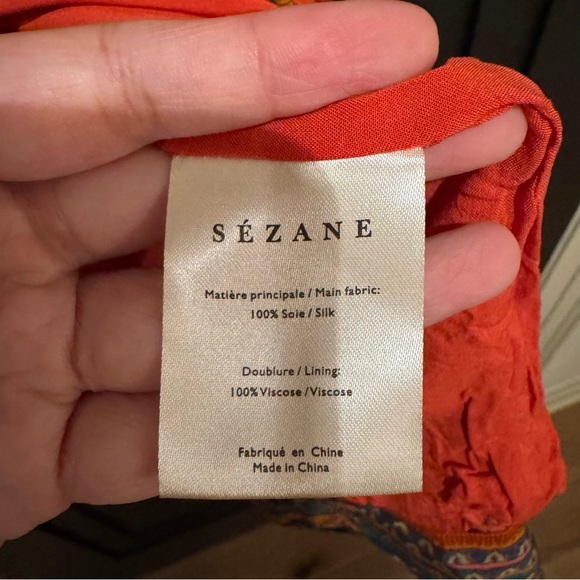 SÉZANE
Matière principale / Main fabric:
100% Soie / Silk
Doublure / Lining:
100% Viscose / Viscose
Fabriqué en Chine
Made in China